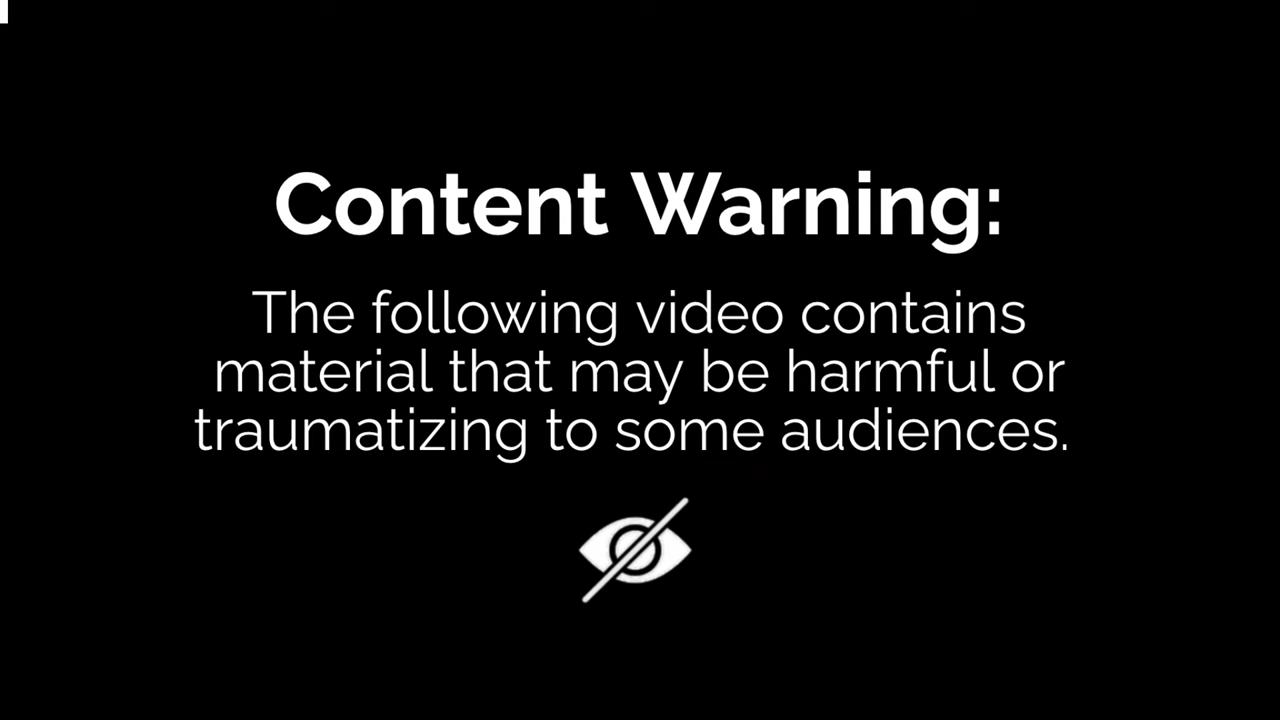 Content Warning:
The following video contains
material that may be harmful or
traumatizing to some audiences.